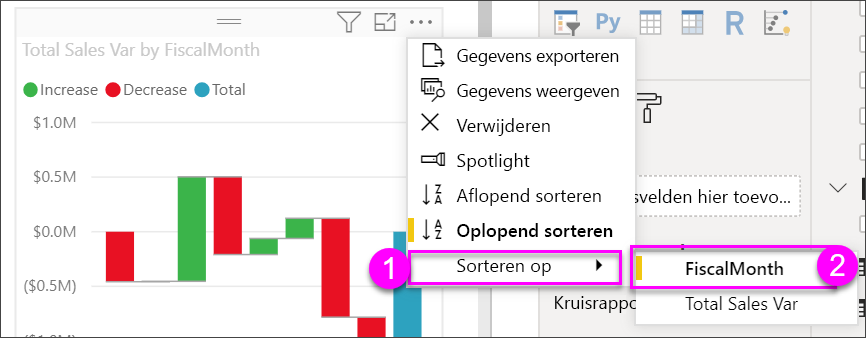 Total Sales Var by FiscalMonth
Increase Decrease Total
$1.0M
$0.5M
$0.0M
($0.5M)
($1.0M)
Gegevens exporteren
Gegevens weergeven
Verwijderen
Spotlight
Aflopend sorteren
Oplopend sorteren
Sorteren op
1
Py
R
svelden hier toevo...
FiscalMonth
2
Total Sales Var
Kruisrappo